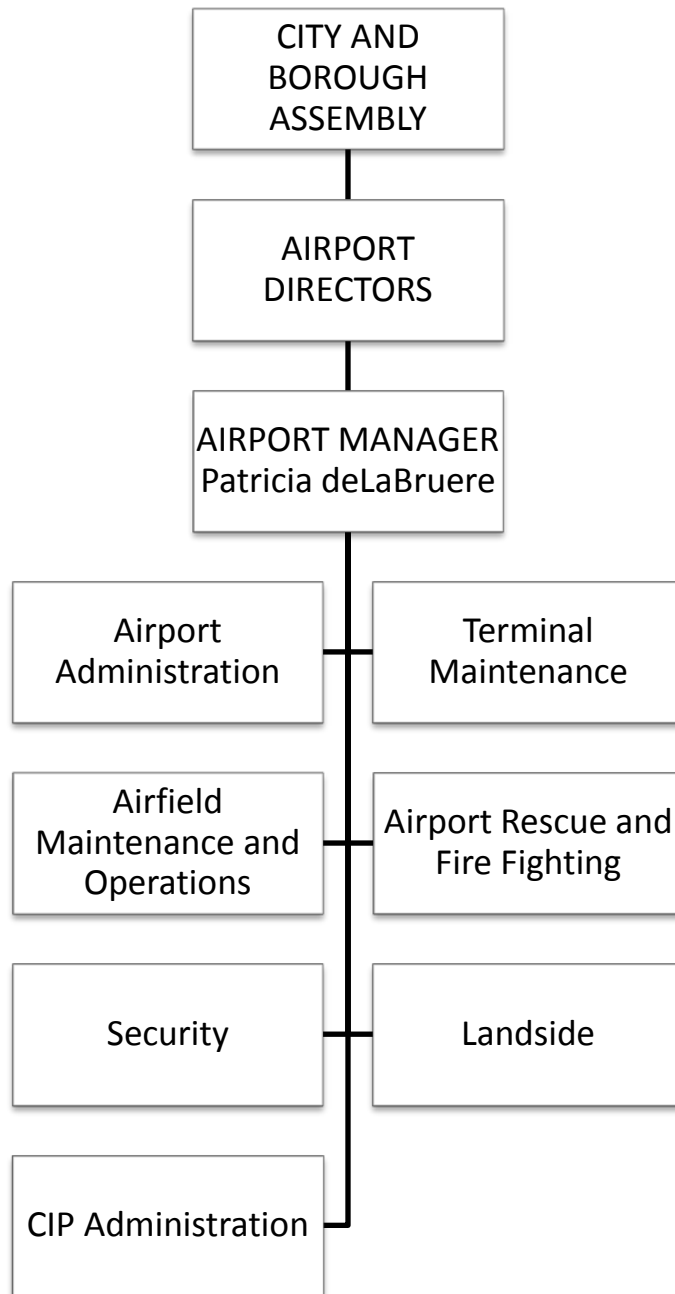 CITY AND
BOROUGH
ASSEMBLY
AIRPORT
DIRECTORS
AIRPORT MANAGER
Patricia deLaBruere
Airport
Administration
Terminal
Maintenance
Airfield
Maintenance and
Operations
Airport Rescue and
Fire Fighting
Security
Landside
CIP Administration